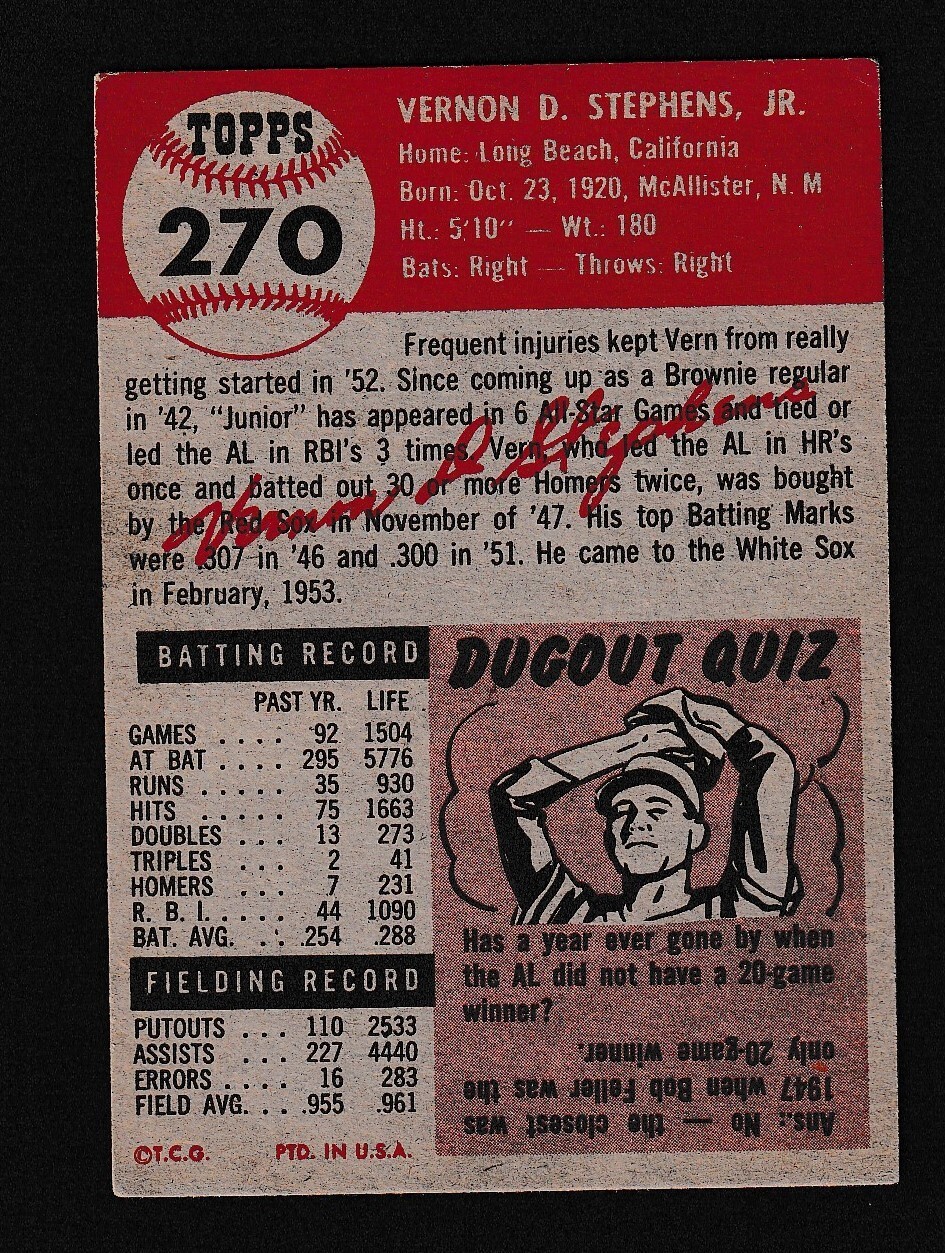 TOPPS
270
VERNON D. STEPHENS, JR.
Home: Long Beach, California
Born: Oct. 23, 1920, McAllister, N. M
Ht.: 5'10" — Wt.: 180
Bats: Right — Throws: Right
Frequent injuries kept Vern from really
getting started in '52. Since coming up as a Brownie regular
in '42, "Junior" has appeared in 6 All-Star Games and tied or
led the AL in RBI's 3 times. Vern, who led the AL in HR's
once and batted out 30 or more Homers twice, was bought
by the Red Sox in November of '47. His top Batting Marks
were .307 in '46 and .300 in '51. He came to the White Sox
in February, 1953.
Vernon D Stephens
BATTING RECORD
PAST YR. LIFE
GAMES . . . . 92 1504
AT BAT . . . . 295 5776
RUNS . . . . . 35 930
HITS . . . . . 75 1663
DOUBLES . . . 13 273
TRIPLES . . . 2 41
HOMERS . . . 7 231
R. B. I. . . . . 44 1090
BAT. AVG. . . .254 .288
FIELDING RECORD
PUTOUTS . . . 110 2533
ASSISTS . . . 227 4440
ERRORS . . . . 16 283
FIELD AVG. . . .955 .961
©T.C.G. PTD. IN U.S.A.
DUGOUT QUIZ
Has a year ever gone by when
the AL did not have a 20-game
winner?
Ans.: No — the closest was
1947 when Bob Feller was the
only 20-game winner.